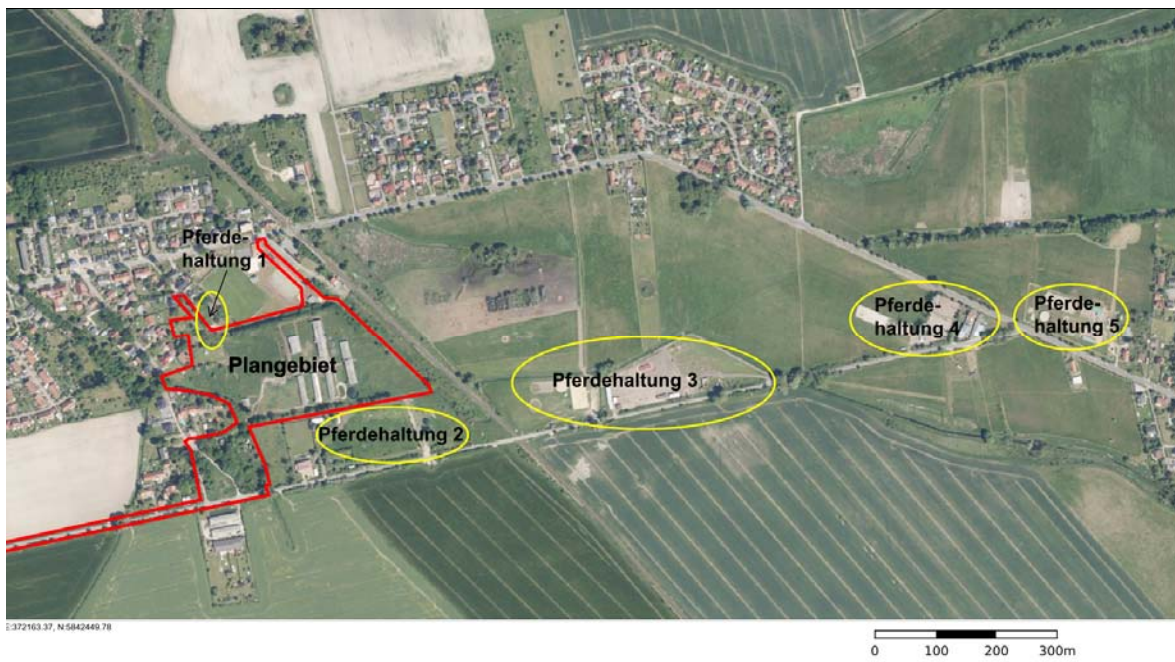 Pferde-
haltung 1
Plangebiet
Pferdehaltung 2
Pferdehaltung 3
Pferde-
haltung 4
Pferde-
haltung 5
E:372163.37, N:5842449.78
0 100 200 300m